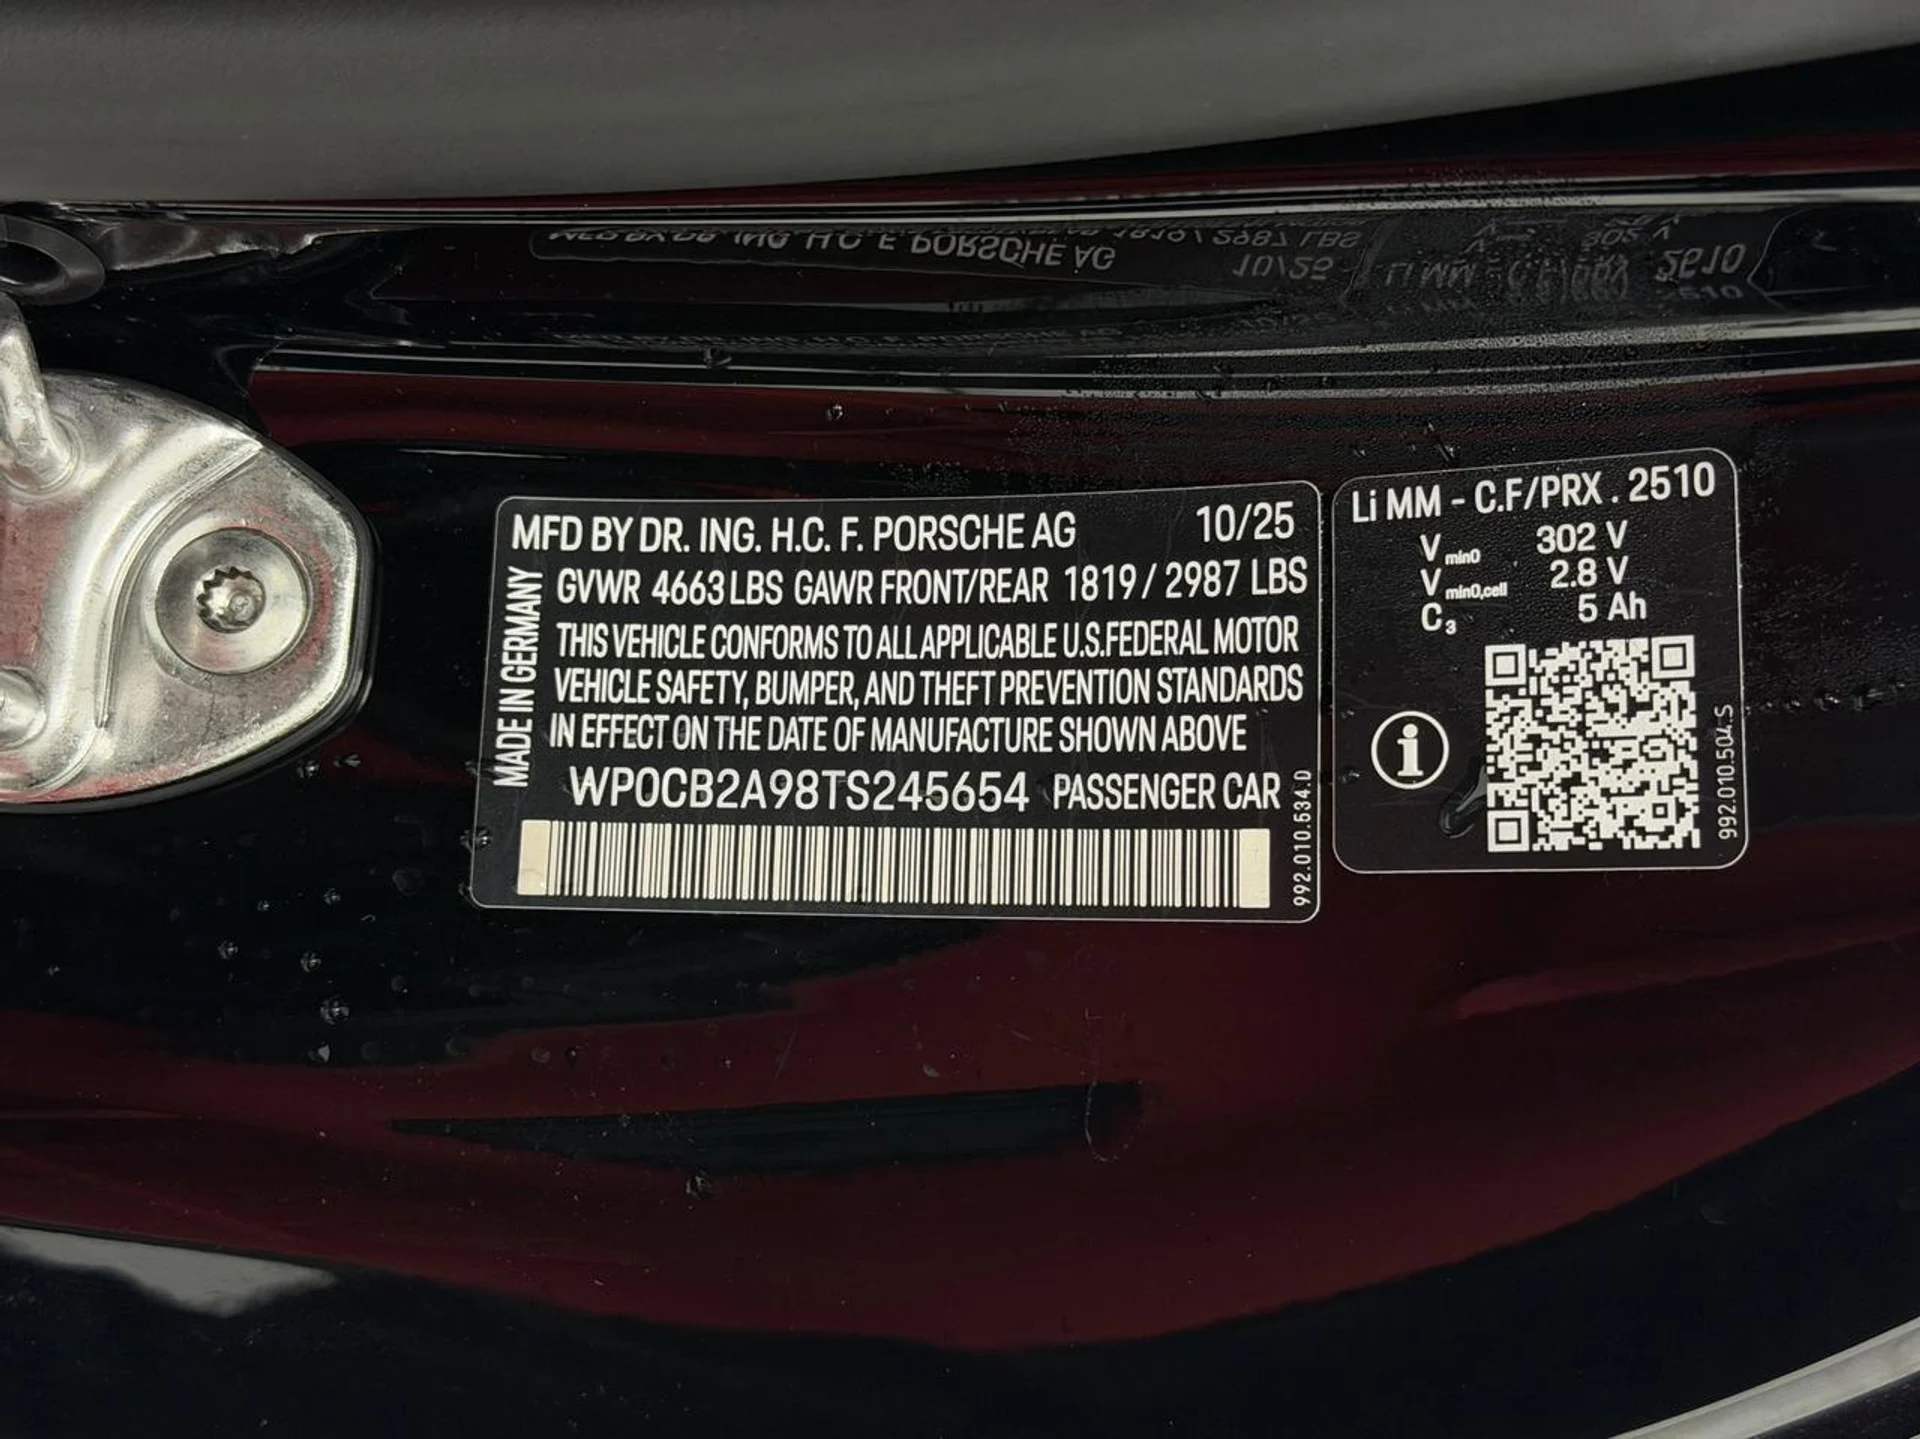 MFD BY DR. ING. H.C. F. PORSCHE AG 10/25
GVWR 4663 LBS GAWR FRONT/REAR 1819 / 2987 LBS
THIS VEHICLE CONFORMS TO ALL APPLICABLE U.S.FEDERAL MOTOR
VEHICLE SAFETY, BUMPER, AND THEFT PREVENTION STANDARDS
IN EFFECT ON THE DATE OF MANUFACTURE SHOWN ABOVE
WP0CB2A98TS245654 PASSENGER CAR
MADE IN GERMANY
992.010.534.D
Li MM - C.F/PRX . 2510
Vmin0 302 V
Vmin0,cell 2.8 V
C3 5 Ah
i
992.010.504.S